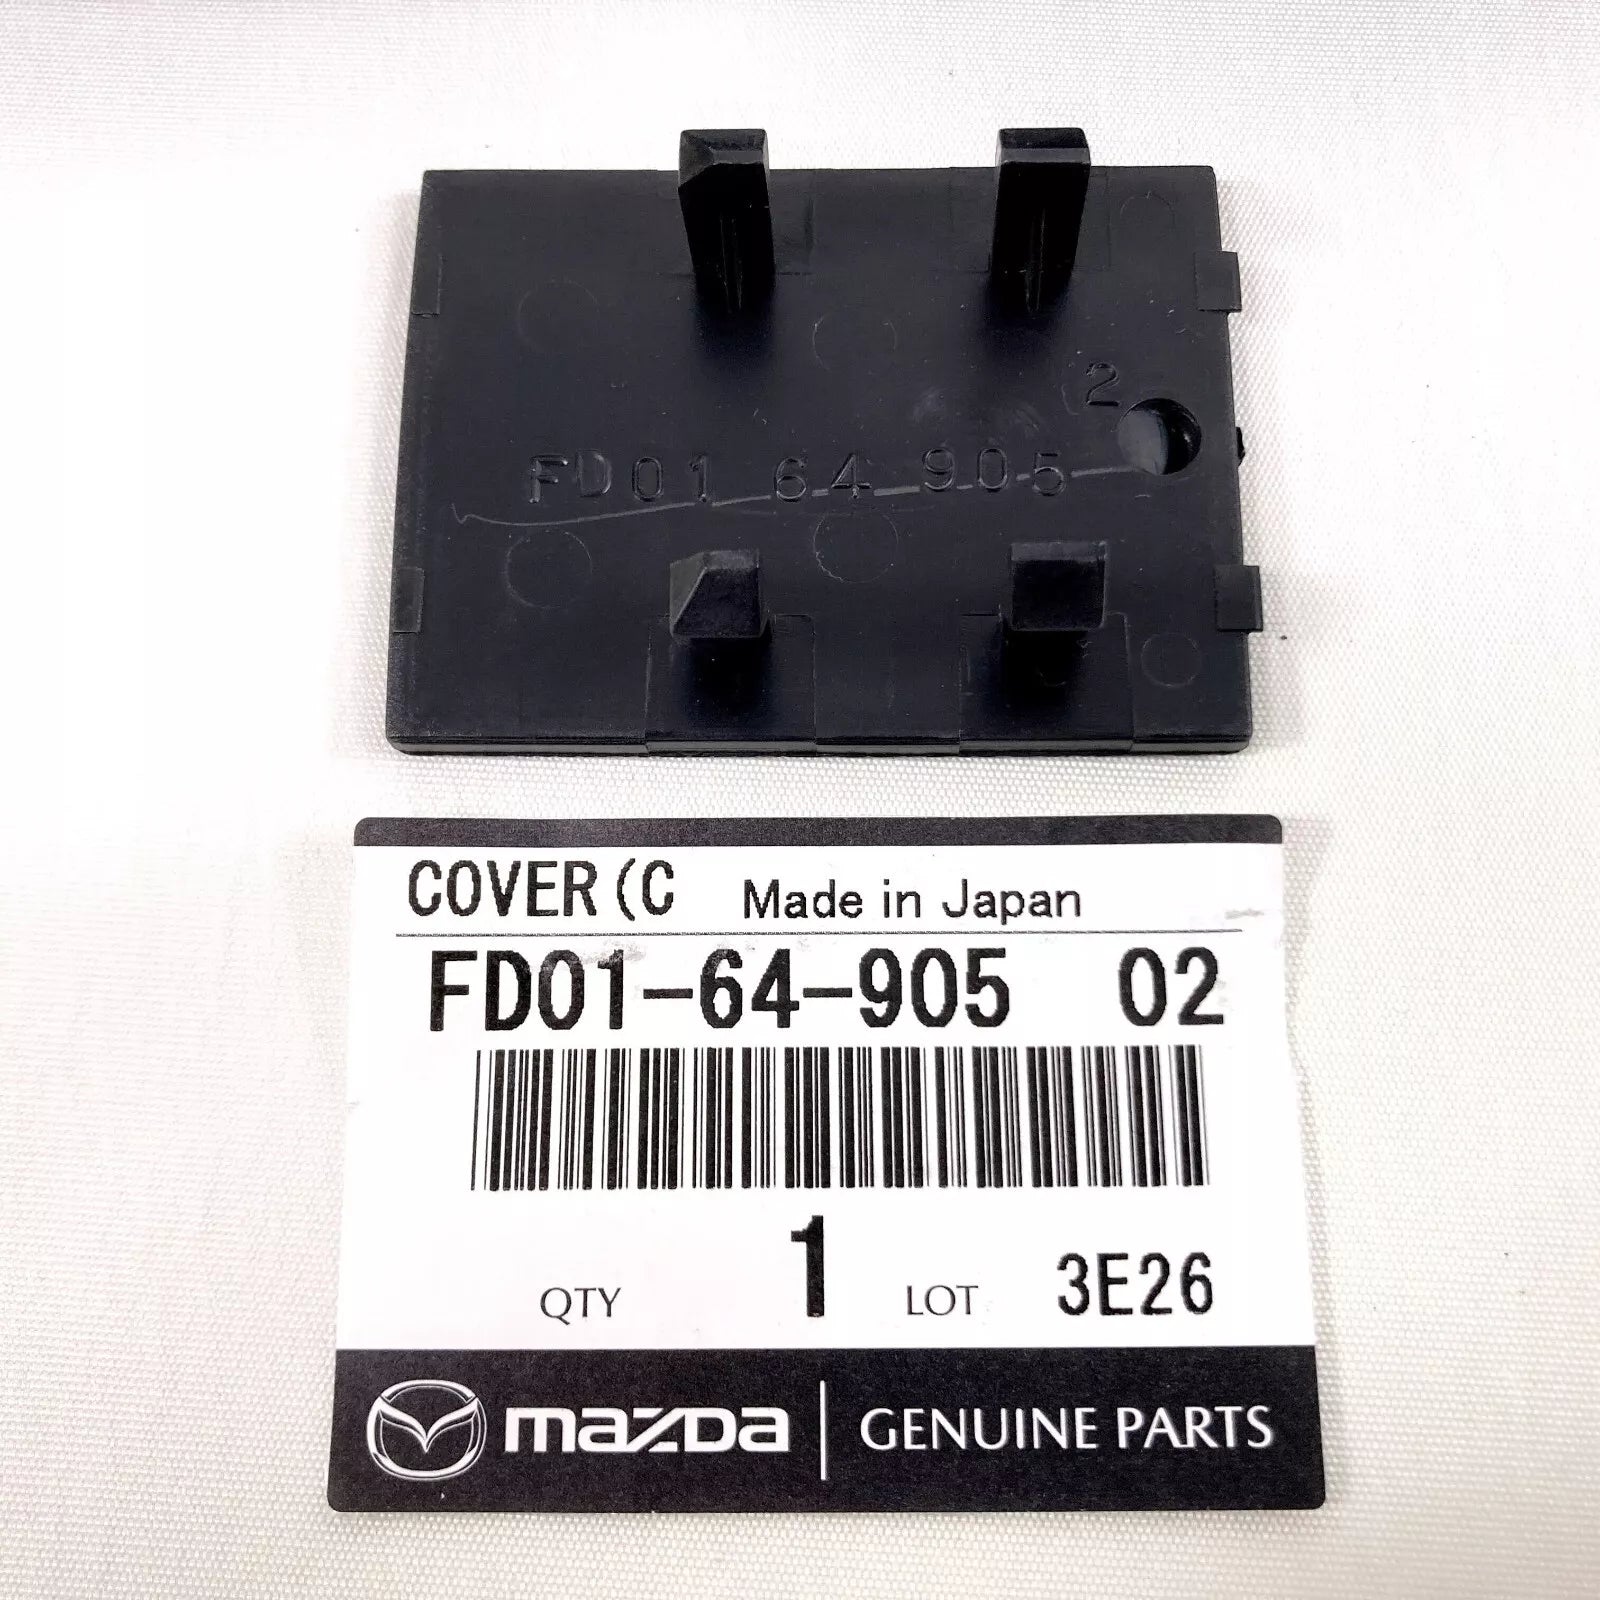 2
FD01 64 905
COVER(C Made in Japan
FD01-64-905 02
QTY 1 LOT 3E26
mazda GENUINE PARTS